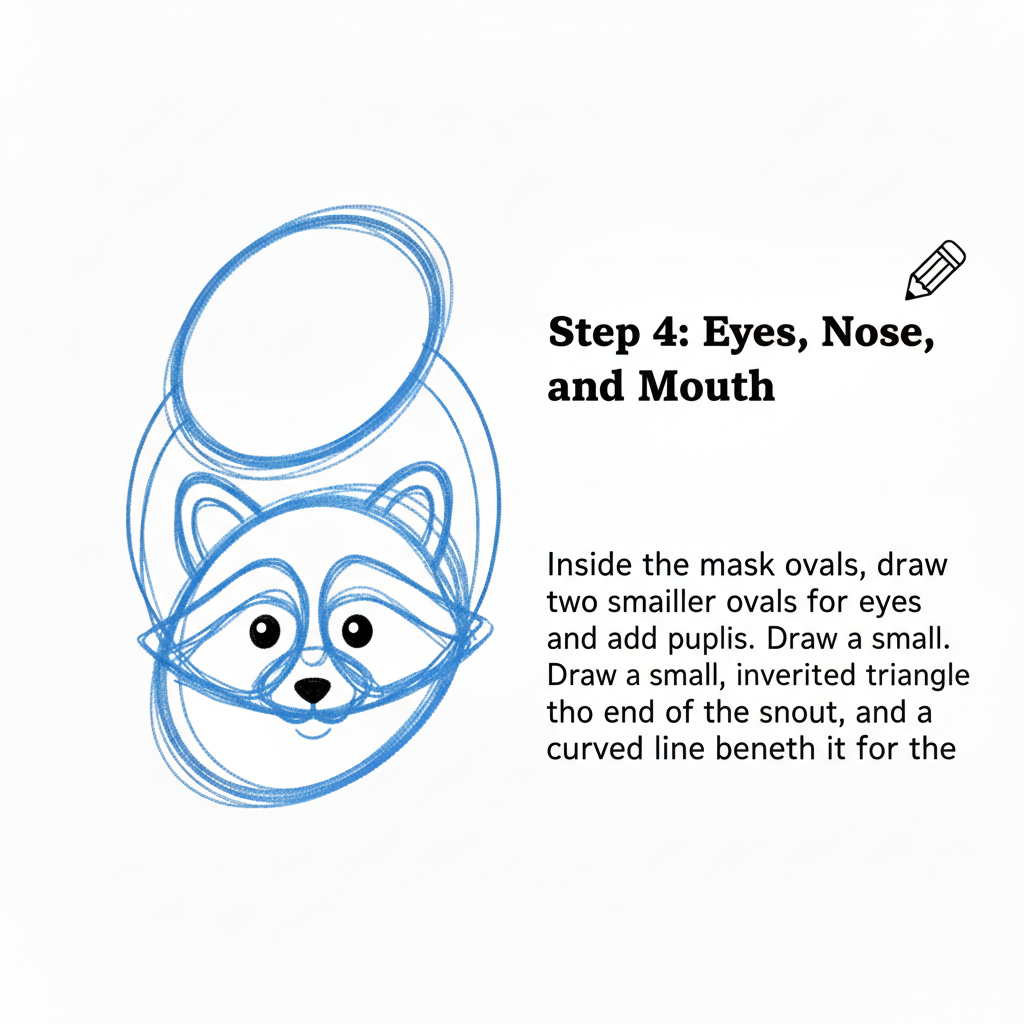 Step 4: Eyes, Nose,
and Mouth
Inside the mask ovals, draw
two smailler ovals for eyes
and add puplis. Draw a small.
Draw a small, inverited triangle
tho end of the snout, and a
curved line beneth it for the